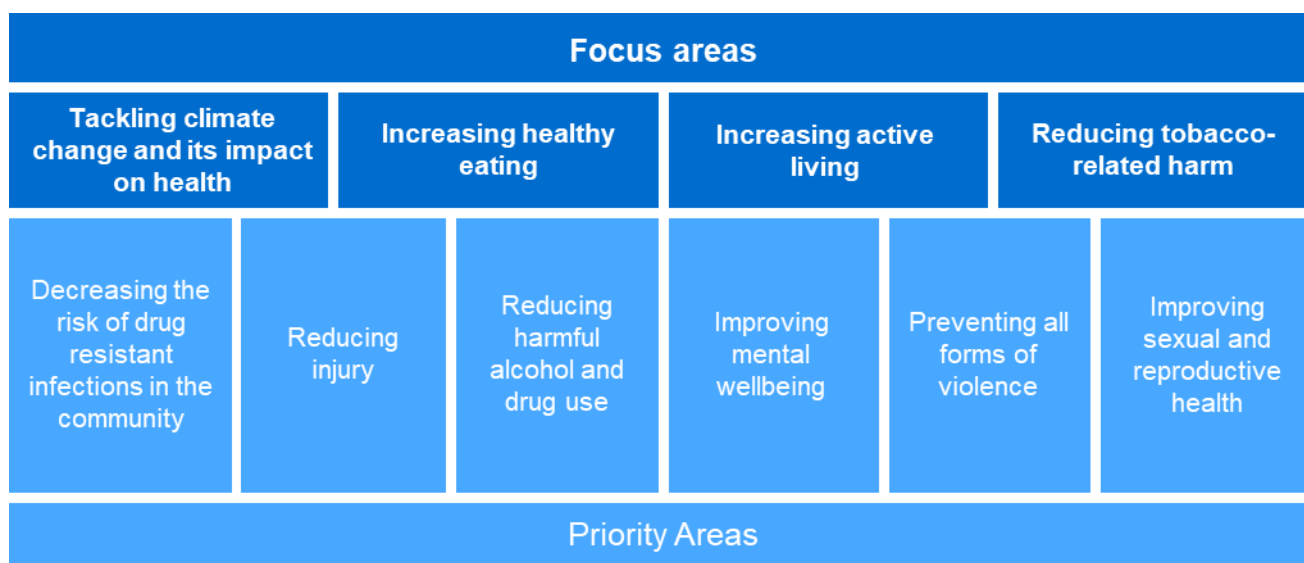 Focus areas
Tackling climate
change and its impact
on health
Increasing healthy
eating
Increasing active
living
Reducing tobacco-
related harm
Decreasing the
risk of drug
resistant
infections in the
community
Reducing
injury
Reducing
harmful
alcohol and
drug use
Improving
mental
wellbeing
Preventing all
forms of
violence
Improving
sexual and
reproductive
health
Priority Areas